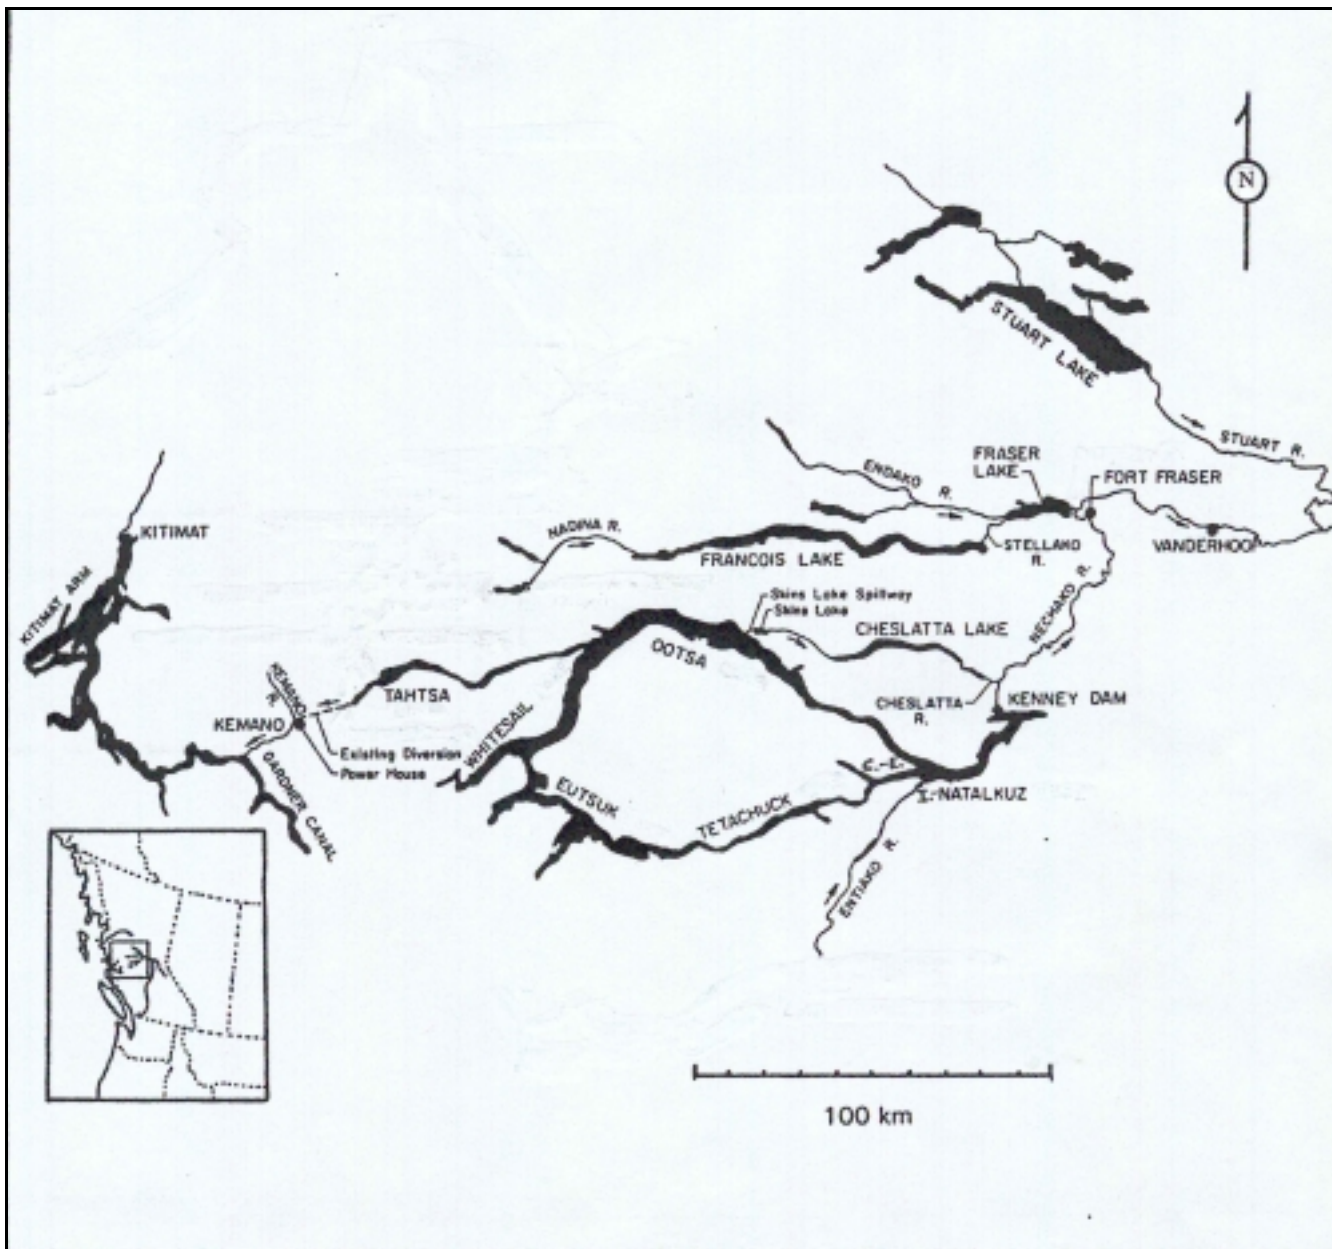 N
STUART LAKE
STUART R.
FRASER
LAKE
ENDAKO R.
FORT FRASER
KITIMAT
NADINA R.
FRANCOIS LAKE
STELLAKO
R.
VANDERHOOF
KITIMAT ARM
Skins Lake Spillway
Skins Lake
CHESLATTA LAKE
NECHAKO R.
OOTSA
TAHTSA
KEMANO
R.
CHESLATTA
R.
KENNEY DAM
KEMANO
WHITESAIL
Existing Diversion
Power House
GARDNER CANAL
EUTSUK
TETACHUCK
NATALKUZ
ENTIAKO R.
100 km